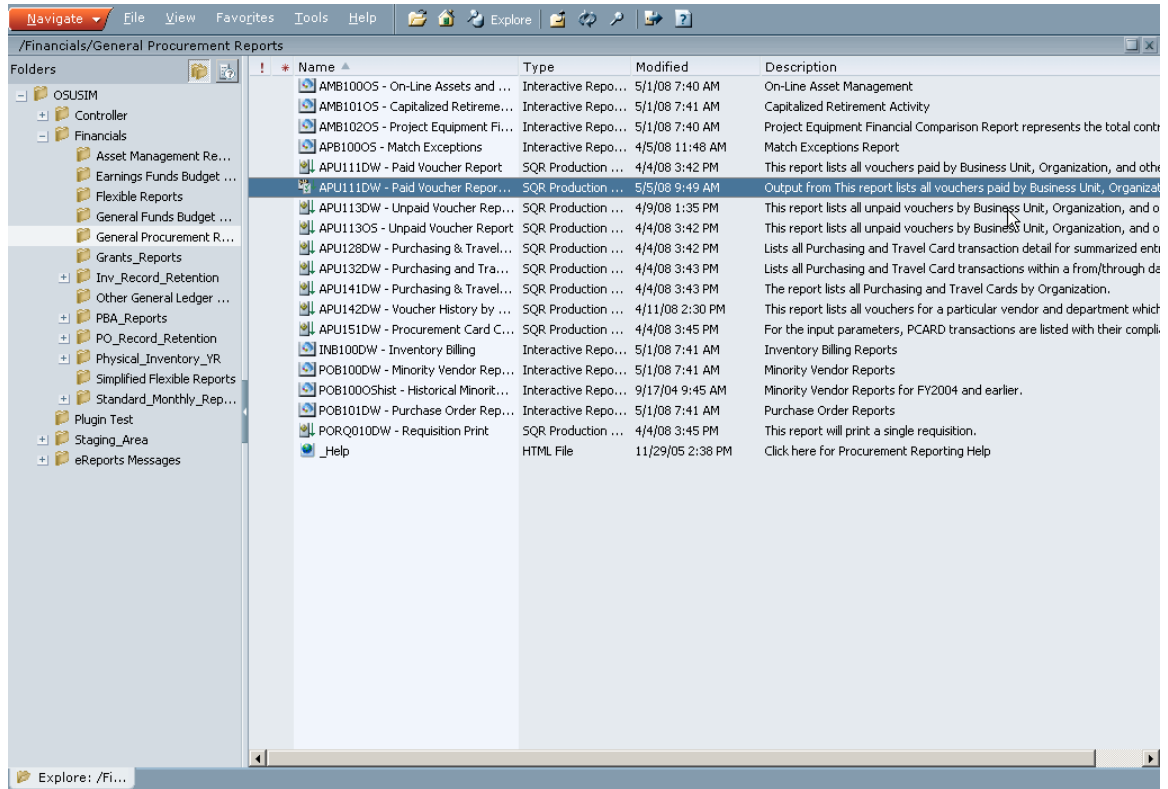 Navigate File View Favorites Tools Help Explore
/Financials/General Procurement Reports
Folders
OSUSIM
Controller
Financials
Asset Management Re...
Earnings Funds Budget ...
Flexible Reports
General Funds Budget ...
General Procurement R...
Grants_Reports
Inv_Record_Retention
Other General Ledger ...
PBA_Reports
PO_Record_Retention
Physical_Inventory_YR
Simplified Flexible Reports
Standard_Monthly_Rep...
Plugin Test
Staging_Area
eReports Messages
! * Name Type Modified Description
AMB100OS - On-Line Assets and ... Interactive Repo... 5/1/08 7:40 AM On-Line Asset Management
AMB101OS - Capitalized Retireme... Interactive Repo... 5/1/08 7:41 AM Capitalized Retirement Activity
AMB102OS - Project Equipment Fi... Interactive Repo... 5/1/08 7:40 AM Project Equipment Financial Comparison Report represents the total contr
APB100OS - Match Exceptions Interactive Repo... 4/5/08 11:48 AM Match Exceptions Report
APU111DW - Paid Voucher Report SQR Production ... 4/4/08 3:42 PM This report lists all vouchers paid by Business Unit, Organization, and othe
APU111DW - Paid Voucher Repor... SQR Production ... 5/5/08 9:49 AM Output from This report lists all vouchers paid by Business Unit, Organizat
APU113DW - Unpaid Voucher Rep... SQR Production ... 4/9/08 1:35 PM This report lists all unpaid vouchers by Business Unit, Organization, and o
APU113OS - Unpaid Voucher Report SQR Production ... 4/4/08 3:42 PM This report lists all unpaid vouchers by Business Unit, Organization, and o
APU128DW - Purchasing & Travel... SQR Production ... 4/4/08 3:42 PM Lists all Purchasing and Travel Card transaction detail for summarized entr
APU132DW - Purchasing and Tra... SQR Production ... 4/4/08 3:43 PM Lists all Purchasing and Travel Card transactions within a from/through da
APU141DW - Purchasing & Travel... SQR Production ... 4/4/08 3:43 PM The report lists all Purchasing and Travel Cards by Organization.
APU142DW - Voucher History by ... SQR Production ... 4/11/08 2:30 PM This report lists all vouchers for a particular vendor and department which
APU151DW - Procurement Card C... SQR Production ... 4/4/08 3:45 PM For the input parameters, PCARD transactions are listed with their compli
INB100DW - Inventory Billing Interactive Repo... 5/1/08 7:41 AM Inventory Billing Reports
POB100DW - Minority Vendor Rep... Interactive Repo... 5/1/08 7:41 AM Minority Vendor Reports
POB100OShist - Historical Minorit... Interactive Repo... 9/17/04 9:45 AM Minority Vendor Reports for FY2004 and earlier.
POB101DW - Purchase Order Rep... Interactive Repo... 5/1/08 7:41 AM Purchase Order Reports
PORQ010DW - Requisition Print SQR Production ... 4/4/08 3:45 PM This report will print a single requisition.
_Help HTML File 11/29/05 2:38 PM Click here for Procurement Reporting Help
Explore: /Fi...